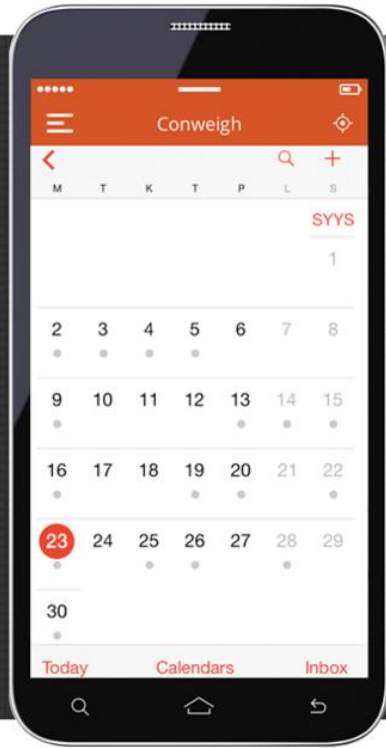 Conweigh
M T K T P L S
SYYS
1
2 3 4 5 6 7 8
9 10 11 12 13 14 15
16 17 18 19 20 21 22
23 24 25 26 27 28 29
30
Today Calendars Inbox